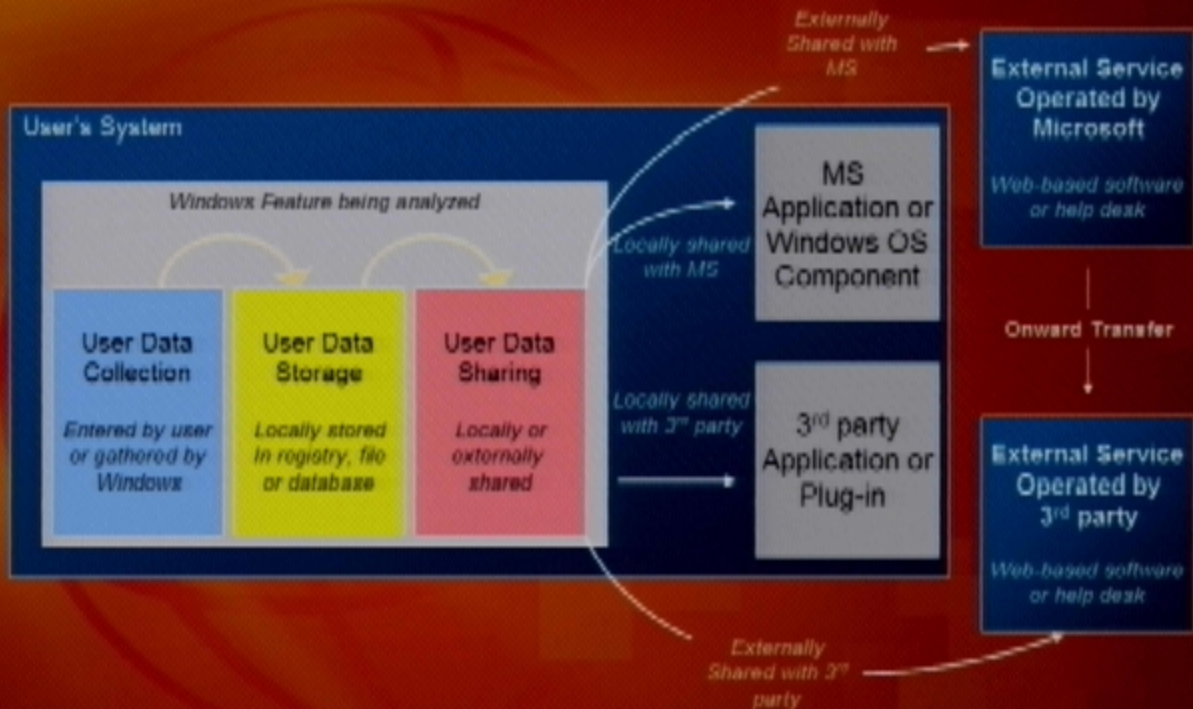 Externally
Shared with
MS
External Service
Operated by
Microsoft
Web-based software
or help desk
User's System
Windows Feature being analyzed
User Data
Collection
Entered by user
or gathered by
Windows
User Data
Storage
Locally stored
in registry, file
or database
User Data
Sharing
Locally or
externally
shared
Locally shared
with MS
MS
Application or
Windows OS
Component
Locally shared
with 3rd party
3rd party
Application or
Plug-in
Onward Transfer
External Service
Operated by
3rd party
Web-based software
or help desk
Externally
Shared with 3rd
party